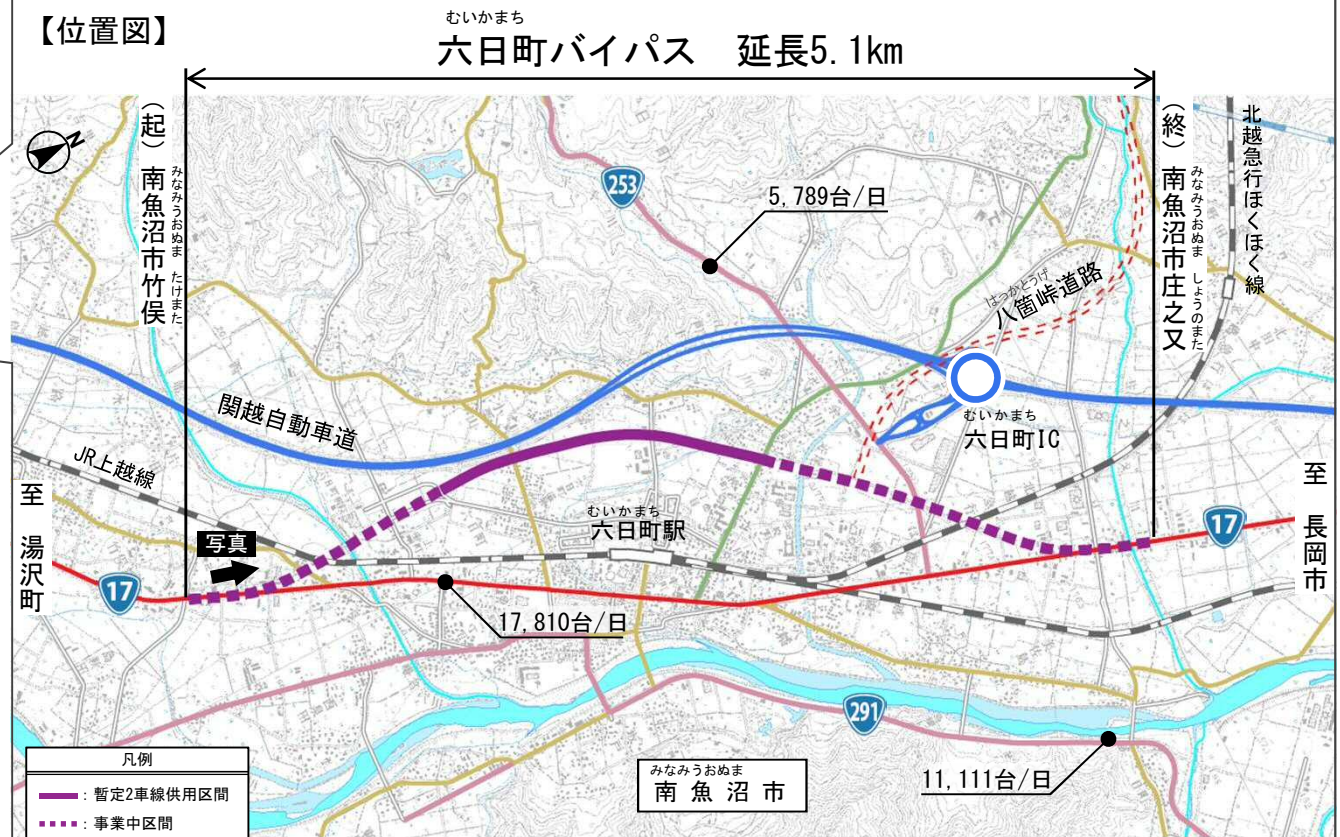 【位置図】
むいかまち
六日町バイパス 延長5.1km
(起) 南魚沼市竹俣
みなみうおぬま たけまた
(終) 南魚沼市庄之又
みなみうおぬま しょうのまた
北越急行ほくほく線
N
253
5,789台/日
はっかとうげ
八箇峠道路
関越自動車道
むいかまち
六日町IC
JR上越線
至 湯沢町
むいかまち
六日町駅
至 長岡市
写真
17
17
17,810台/日
291
11,111台/日
みなみうおぬま
南魚沼市
凡例
:暫定2車線供用区間
:事業中区間